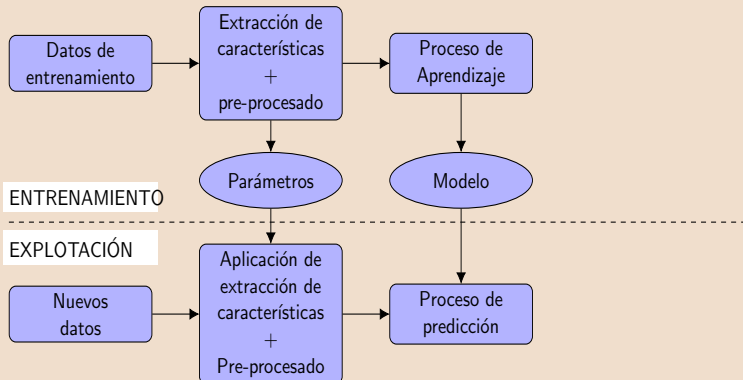 Datos de
entrenamiento
Extracción de
características
+
pre-procesado
Proceso de
Aprendizaje
Parámetros
Modelo
ENTRENAMIENTO
EXPLOTACIÓN
Nuevos
datos
Aplicación de
extracción de
características
+
Pre-procesado
Proceso de
predicción